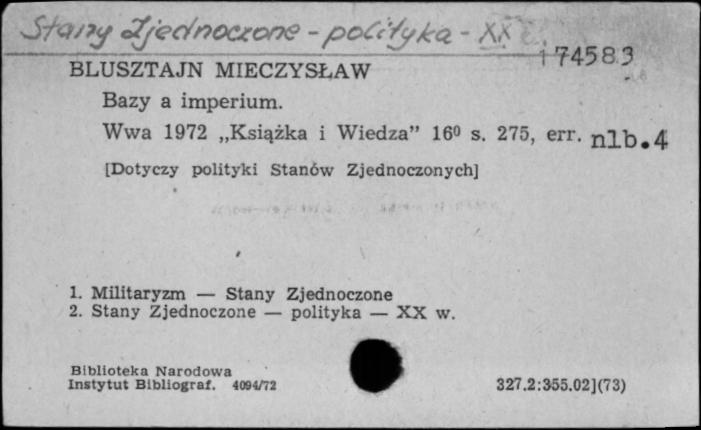 Stany Zjednoczone - polityka - XX
174583
BLUSZTAJN MIECZYSŁAW
Bazy a imperium.
Wwa 1972 „Książka i Wiedza” 16⁰ s. 275, err. nlb.4
[Dotyczy polityki Stanów Zjednoczonych]
1. Militaryzm — Stany Zjednoczone
2. Stany Zjednoczone — polityka — XX w.
Biblioteka Narodowa
Instytut Bibliograf. 4094/72
327.2:355.02](73)